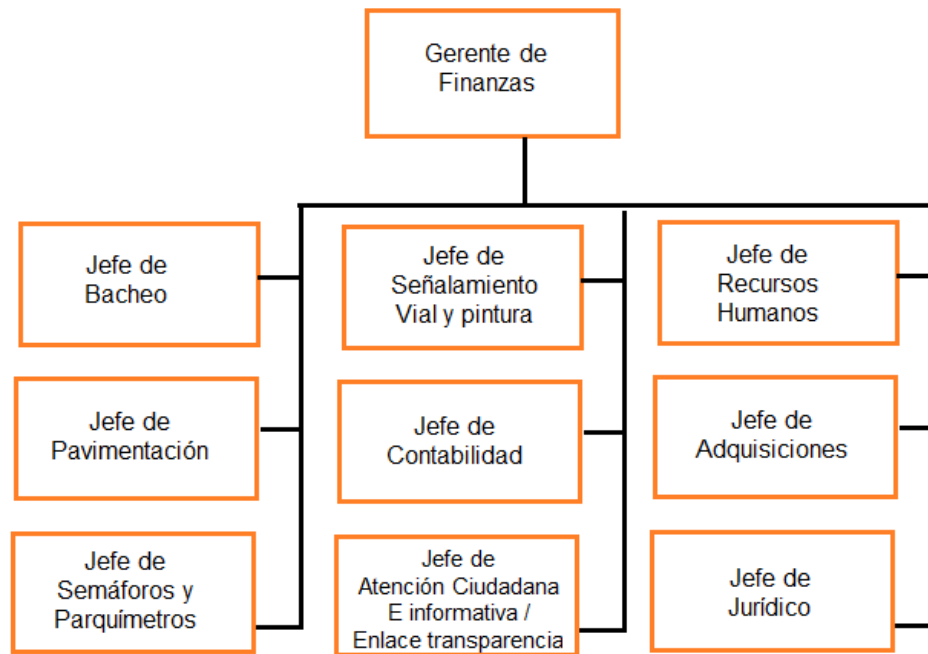 Gerente de
Finanzas
Jefe de
Bacheo
Jefe de
Señalamiento
Vial y pintura
Jefe de
Recursos
Humanos
Jefe de
Pavimentación
Jefe de
Contabilidad
Jefe de
Adquisiciones
Jefe de
Semáforos y
Parquímetros
Jefe de
Atención Ciudadana
E informativa /
Enlace transparencia
Jefe de
Jurídico